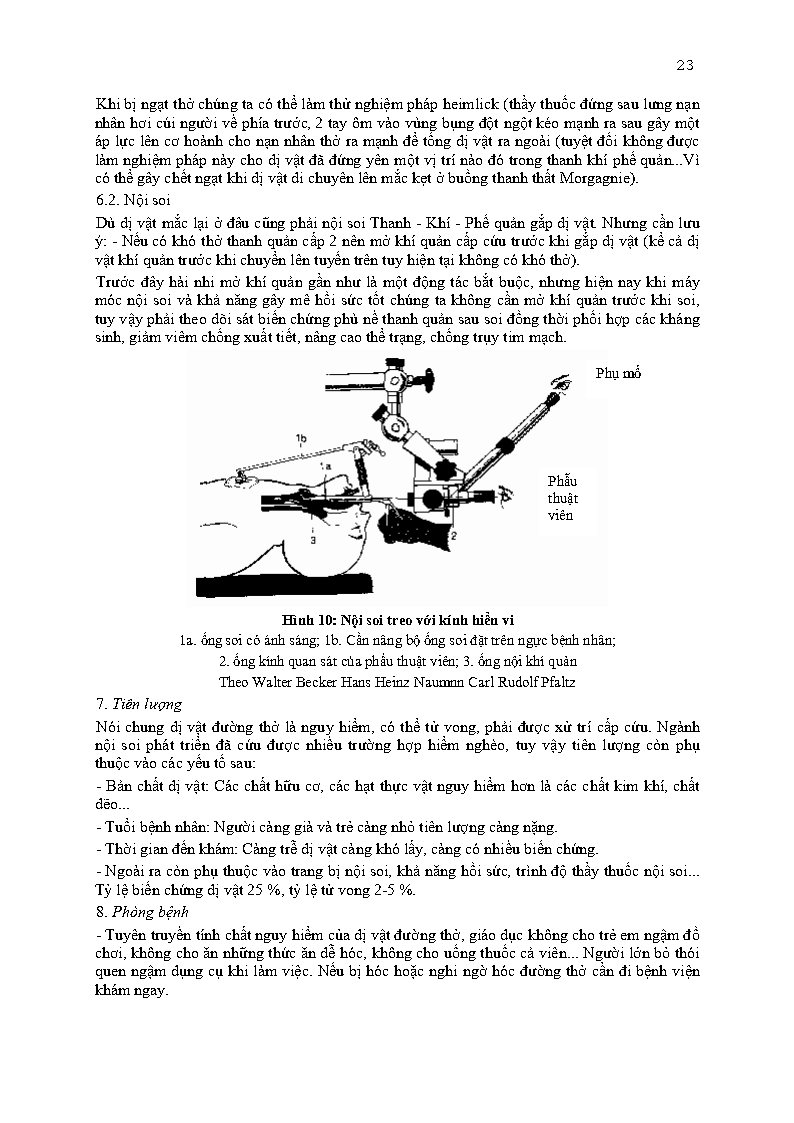 23
Khi bị ngạt thở chúng ta có thể làm thử nghiệm pháp heimlick (thầy thuốc đứng sau lưng nạn
nhân hơi cúi người về phía trước, 2 tay ôm vào vùng bụng đột ngột kéo mạnh ra sau gây một
áp lực lên cơ hoành cho nạn nhân thở ra mạnh để tống dị vật ra ngoài (tuyệt đối không được
làm nghiệm pháp này cho dị vật đã đứng yên một vị trí nào đó trong thanh khí phế quản...Vì
có thể gây chết ngạt khi dị vật di chuyên lên mắc kẹt ở buồng thanh thất Morgagnie).
6.2. Nội soi
Dù dị vật mắc lại ở đâu cũng phải nội soi Thanh - Khí - Phế quản gắp dị vật. Nhưng cần lưu
ý: - Nếu có khó thở thanh quản cấp 2 nên mở khí quản cấp cứu trước khi gắp dị vật (kể cả dị
vật khí quản trước khi chuyển lên tuyến trên tuy hiện tại không có khó thở).
Trước đây hài nhi mở khí quản gần như là một động tác bắt buộc, nhưng hiện nay khi máy
móc nội soi và khả năng gây mê hồi sức tốt chúng ta không cần mở khí quản trước khi soi,
tuy vậy phải theo dõi sát biến chứng phù nề thanh quản sau soi đồng thời phối hợp các kháng
sinh, giảm viêm chống xuất tiết, nâng cao thể trạng, chống trụy tim mạch.
Phụ mổ
1b
1a
Phẫu
thuật
viên
3
2
Hình 10: Nội soi treo với kính hiển vi
1a. ống soi có ánh sáng; 1b. Cần nâng bộ ống soi đặt trên ngực bệnh nhân;
2. ống kính quan sát của phẫu thuật viên; 3. ống nội khí quản
Theo Walter Becker Hans Heinz Naumnn Carl Rudolf Pfaltz
7. Tiên lượng
Nói chung dị vật đường thở là nguy hiểm, có thể tử vong, phải được xử trí cấp cứu. Ngành
nội soi phát triển đã cứu được nhiều trường hợp hiểm nghèo, tuy vậy tiên lượng còn phụ
thuộc vào các yếu tố sau:
- Bản chất dị vật: Các chất hữu cơ, các hạt thực vật nguy hiểm hơn là các chất kim khí, chất
dẽo...
- Tuổi bệnh nhân: Người càng già và trẻ càng nhỏ tiên lượng càng nặng.
- Thời gian đến khám: Càng trễ dị vật càng khó lấy, càng có nhiều biến chứng.
- Ngoài ra còn phụ thuộc vào trang bị nội soi, khả năng hồi sức, trình độ thầy thuốc nội soi...
Tỷ lệ biến chứng dị vật 25 %, tỷ lệ tử vong 2-5 %.
8. Phòng bệnh
- Tuyên truyền tính chất nguy hiểm của dị vật đường thở, giáo dục không cho trẻ em ngậm đồ
chơi, không cho ăn những thức ăn dễ hóc, không cho uống thuốc cả viên... Người lớn bỏ thói
quen ngậm dụng cụ khi làm việc. Nếu bị hóc hoặc nghi ngờ hóc đường thở cần đi bệnh viện
khám ngay.